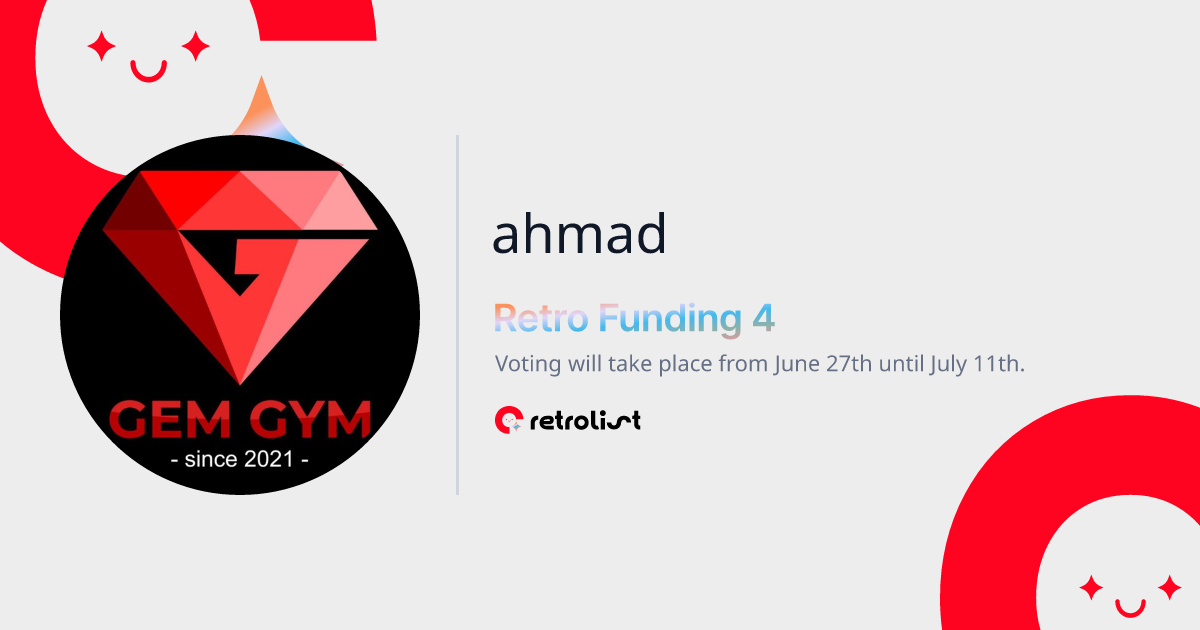 GEM GYM
- since 2021 -
ahmad
Retro Funding 4
Voting will take place from June 27th until July 11th.
retrolist